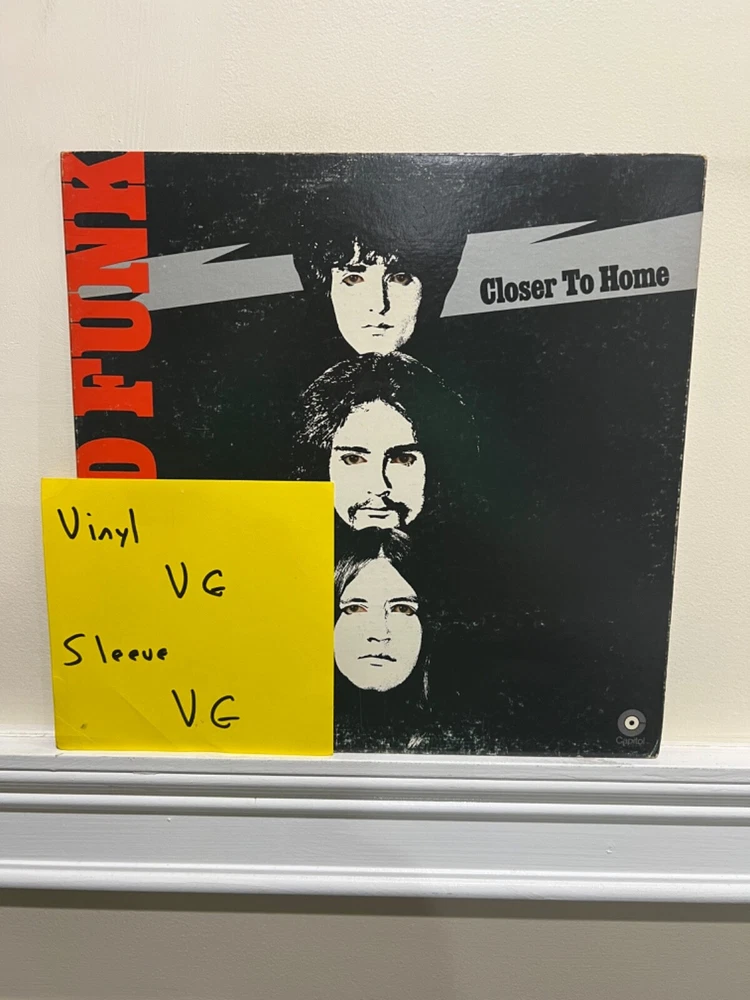 D FUNK
Closer To Home
Vinyl
VG
Sleeve
VG
Capitol